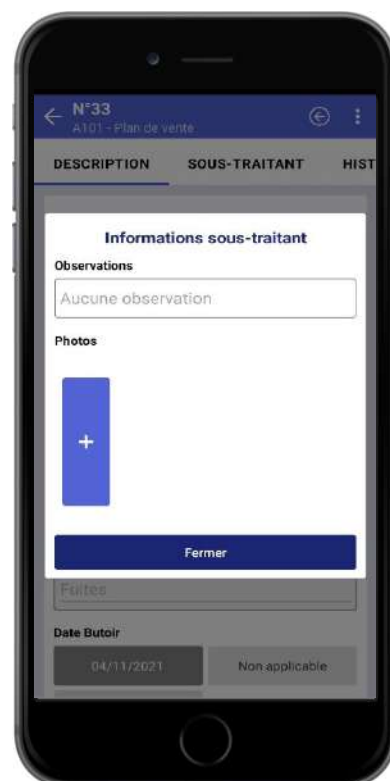 N°33
A101 - Plan de vente
DESCRIPTION SOUS-TRAITANT HIST
Informations sous-traitant
Observations
Aucune observation
Photos
+
Fermer
Fuites
Date Butoir
04/11/2021 Non applicable